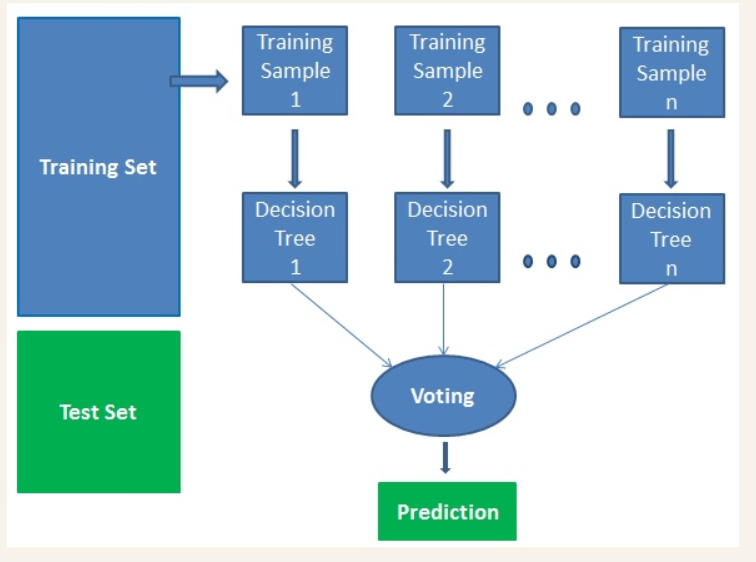 Training Set
Training
Sample
1
Training
Sample
2
Training
Sample
n
Decision
Tree
1
Decision
Tree
2
Decision
Tree
n
Test Set
Voting
Prediction